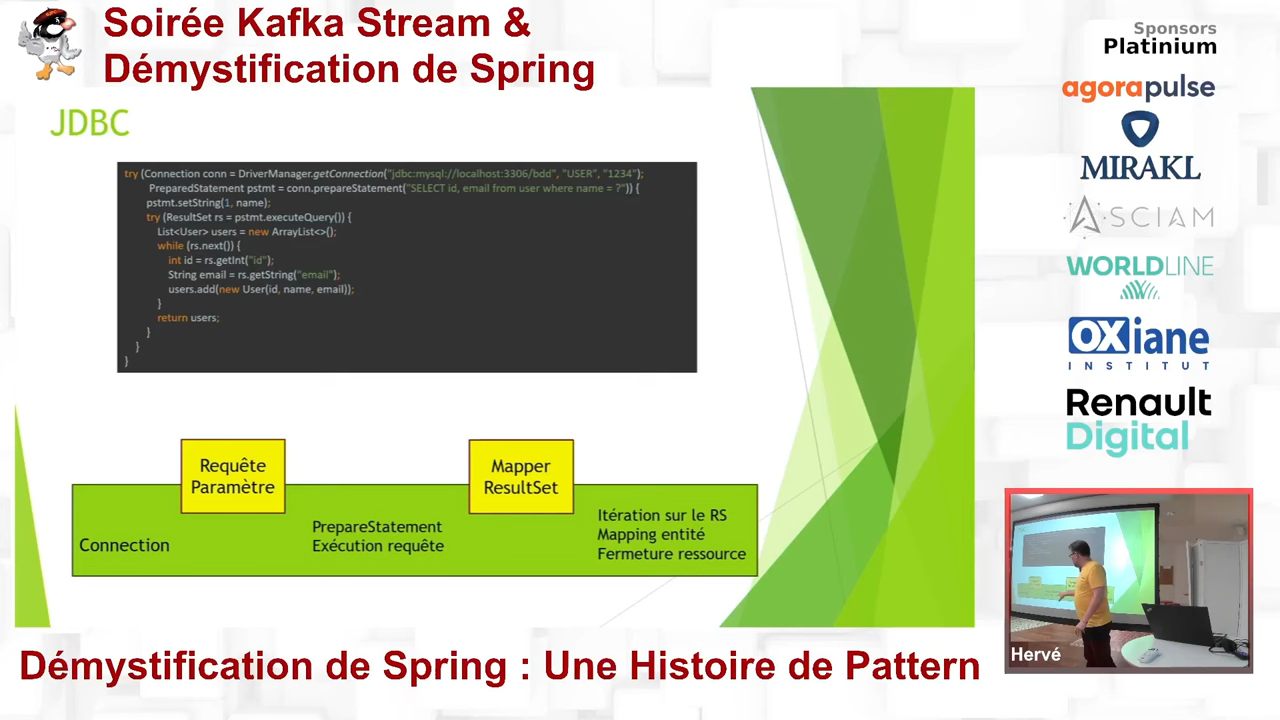 Soirée Kafka Stream &
Démystification de Spring
JDBC
try (Connection conn = DriverManager.getConnection("jdbc:mysql://localhost:3306/bdd", "USER", "1234");
PreparedStatement pstmt = conn.prepareStatement("SELECT id, email from user where name = ?")) {
pstmt.setString(1, name);
try (ResultSet rs = pstmt.executeQuery()) {
List<User> users = new ArrayList<>();
while (rs.next()) {
int id = rs.getInt("id");
String email = rs.getString("email");
users.add(new User(id, name, email));
}
return users;
}
}
}
Requête
Paramètre
Mapper
ResultSet
Connection
PrepareStatement
Exécution requête
Itération sur le RS
Mapping entité
Fermeture ressource
Sponsors
Platinium
agorapulse
MIRAKL
ASCIAM
WORLDLINE
OXiane
INSTITUT
Renault
Digital
Hervé
Démystification de Spring : Une Histoire de Pattern